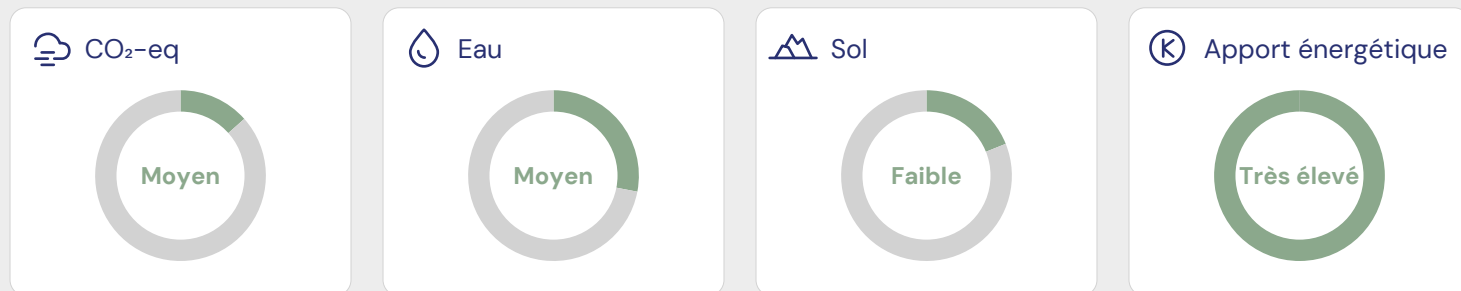 CO₂-eq
Moyen
Eau
Moyen
Sol
Faible
Apport énergétique
Très élevé